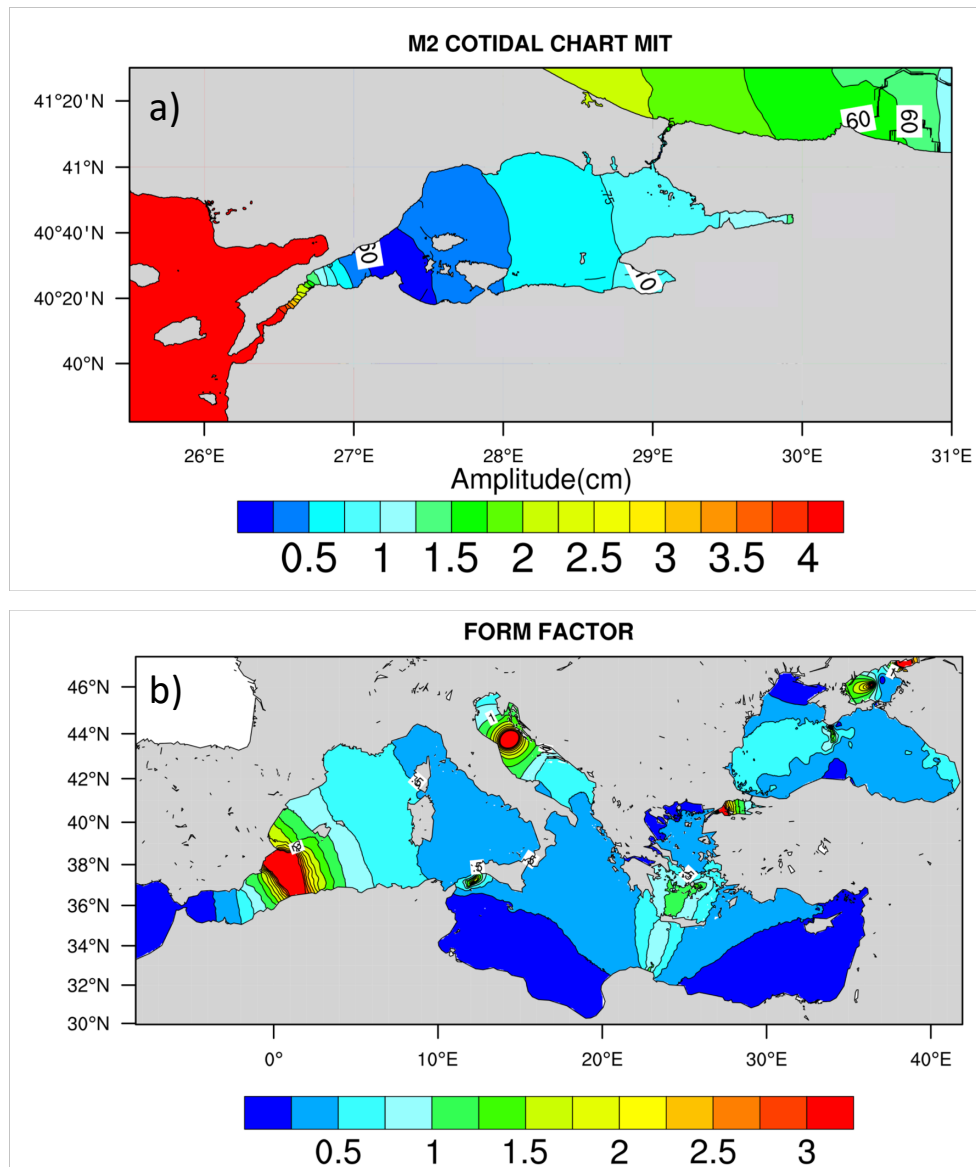 M2 COTIDAL CHART MIT
a)
41°20'N
41°N
40°40'N
40°20'N
40°N
60
60
75
60
26°E 27°E 28°E 29°E 30°E 31°E
Amplitude(cm)
0.5 1 1.5 2 2.5 3 3.5 4
FORM FACTOR
b)
46°N
44°N
42°N
40°N
38°N
36°N
34°N
32°N
30°N
1
1
0° 10°E 20°E 30°E 40°E
0.5 1 1.5 2 2.5 3